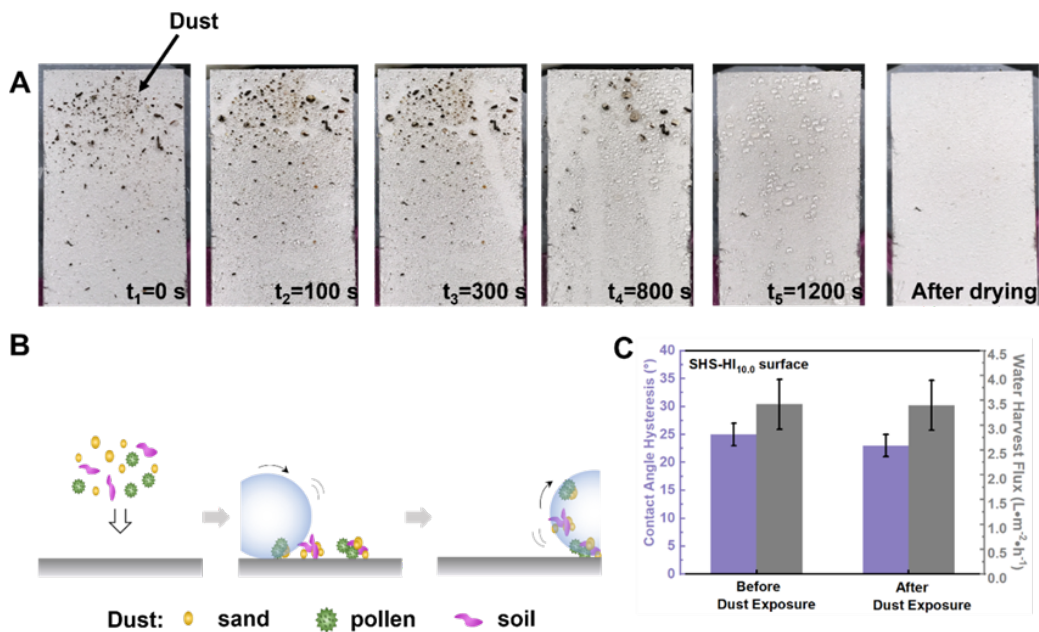 Dust
A
t₁=0 s
t₂=100 s
t₃=300 s
t₄=800 s
t₅=1200 s
After drying
B
Dust:
sand
pollen
soil
C
SHS-HI₁₀.₀ surface
Contact Angle Hysteresis (°)
40
35
30
25
20
15
10
5
0
Water Harvest Flux (L•m⁻²•h⁻¹)
4.5
4.0
3.5
3.0
2.5
2.0
1.5
1.0
0.5
0.0
Before
Dust Exposure
After
Dust Exposure